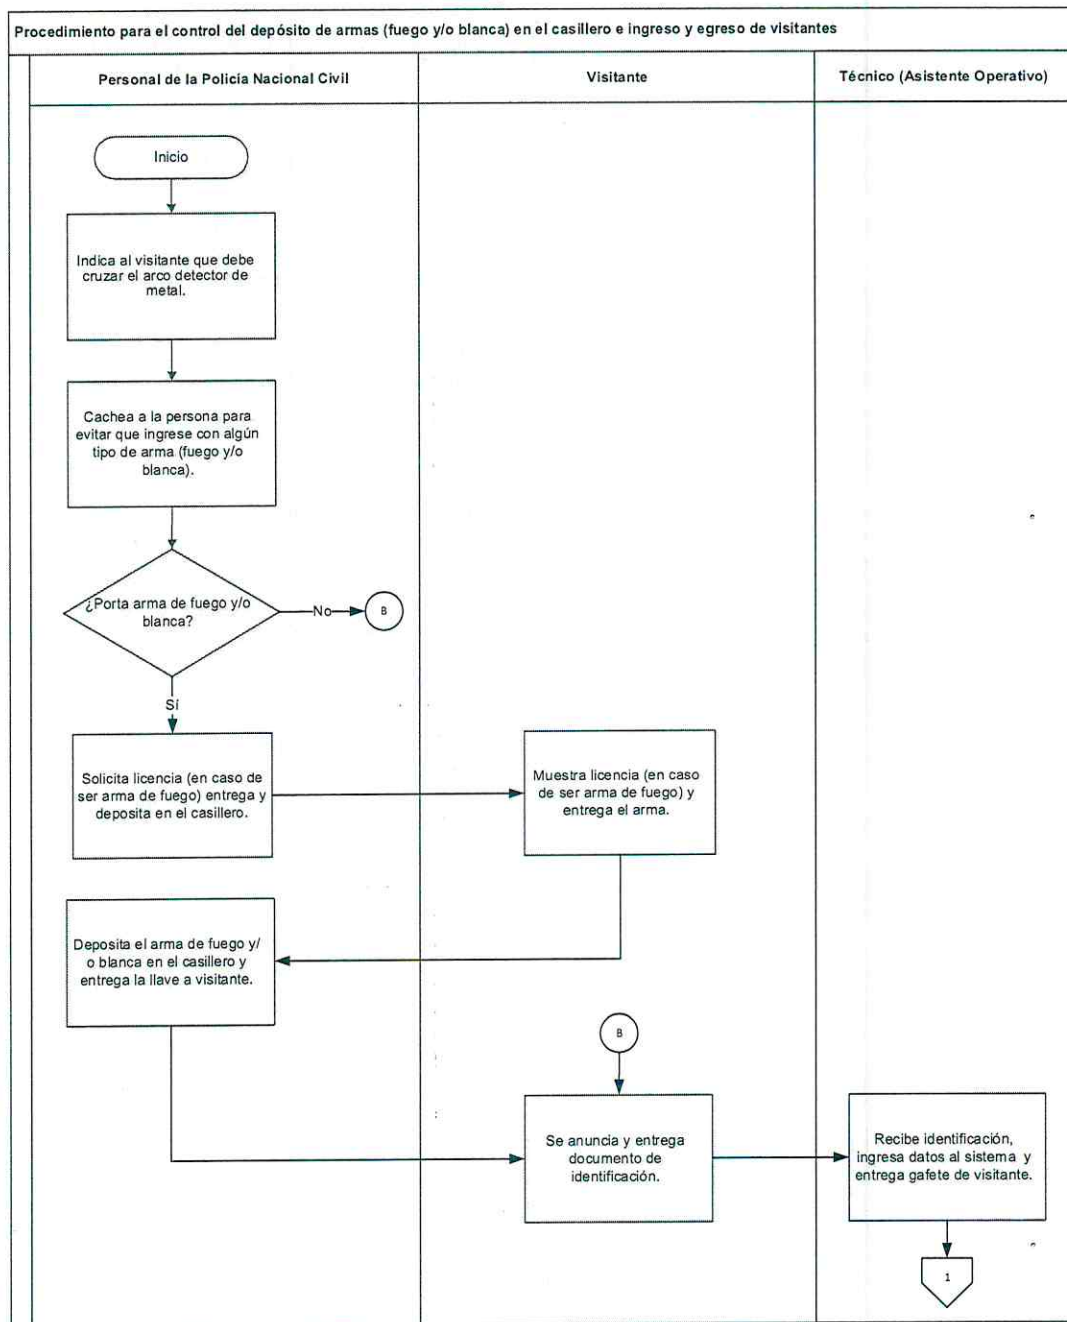 Procedimiento para el control del depósito de armas (fuego y/o blanca) en el casillero e ingreso y egreso de visitantes
Personal de la Policía Nacional Civil
Visitante
Técnico (Asistente Operativo)
Inicio
Indica al visitante que debe
cruzar el arco detector de
metal.
Cachea a la persona para
evitar que ingrese con algún
tipo de arma (fuego y/o
blanca).
¿Porta arma de fuego y/o
blanca?
No
B
Sí
Solicita licencia (en caso de
ser arma de fuego) entrega y
deposita en el casillero.
Muestra licencia (en caso
de ser arma de fuego) y
entrega el arma.
Deposita el arma de fuego y/
o blanca en el casillero y
entrega la llave a visitante.
B
Se anuncia y entrega
documento de
identificación.
Recibe identificación,
ingresa datos al sistema y
entrega gafete de visitante.
1